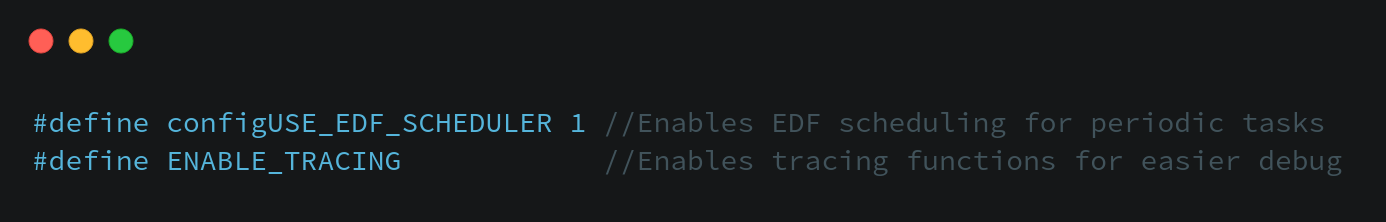 #define configUSE_EDF_SCHEDULER 1 //Enables EDF scheduling for periodic tasks
#define ENABLE_TRACING            //Enables tracing functions for easier debug